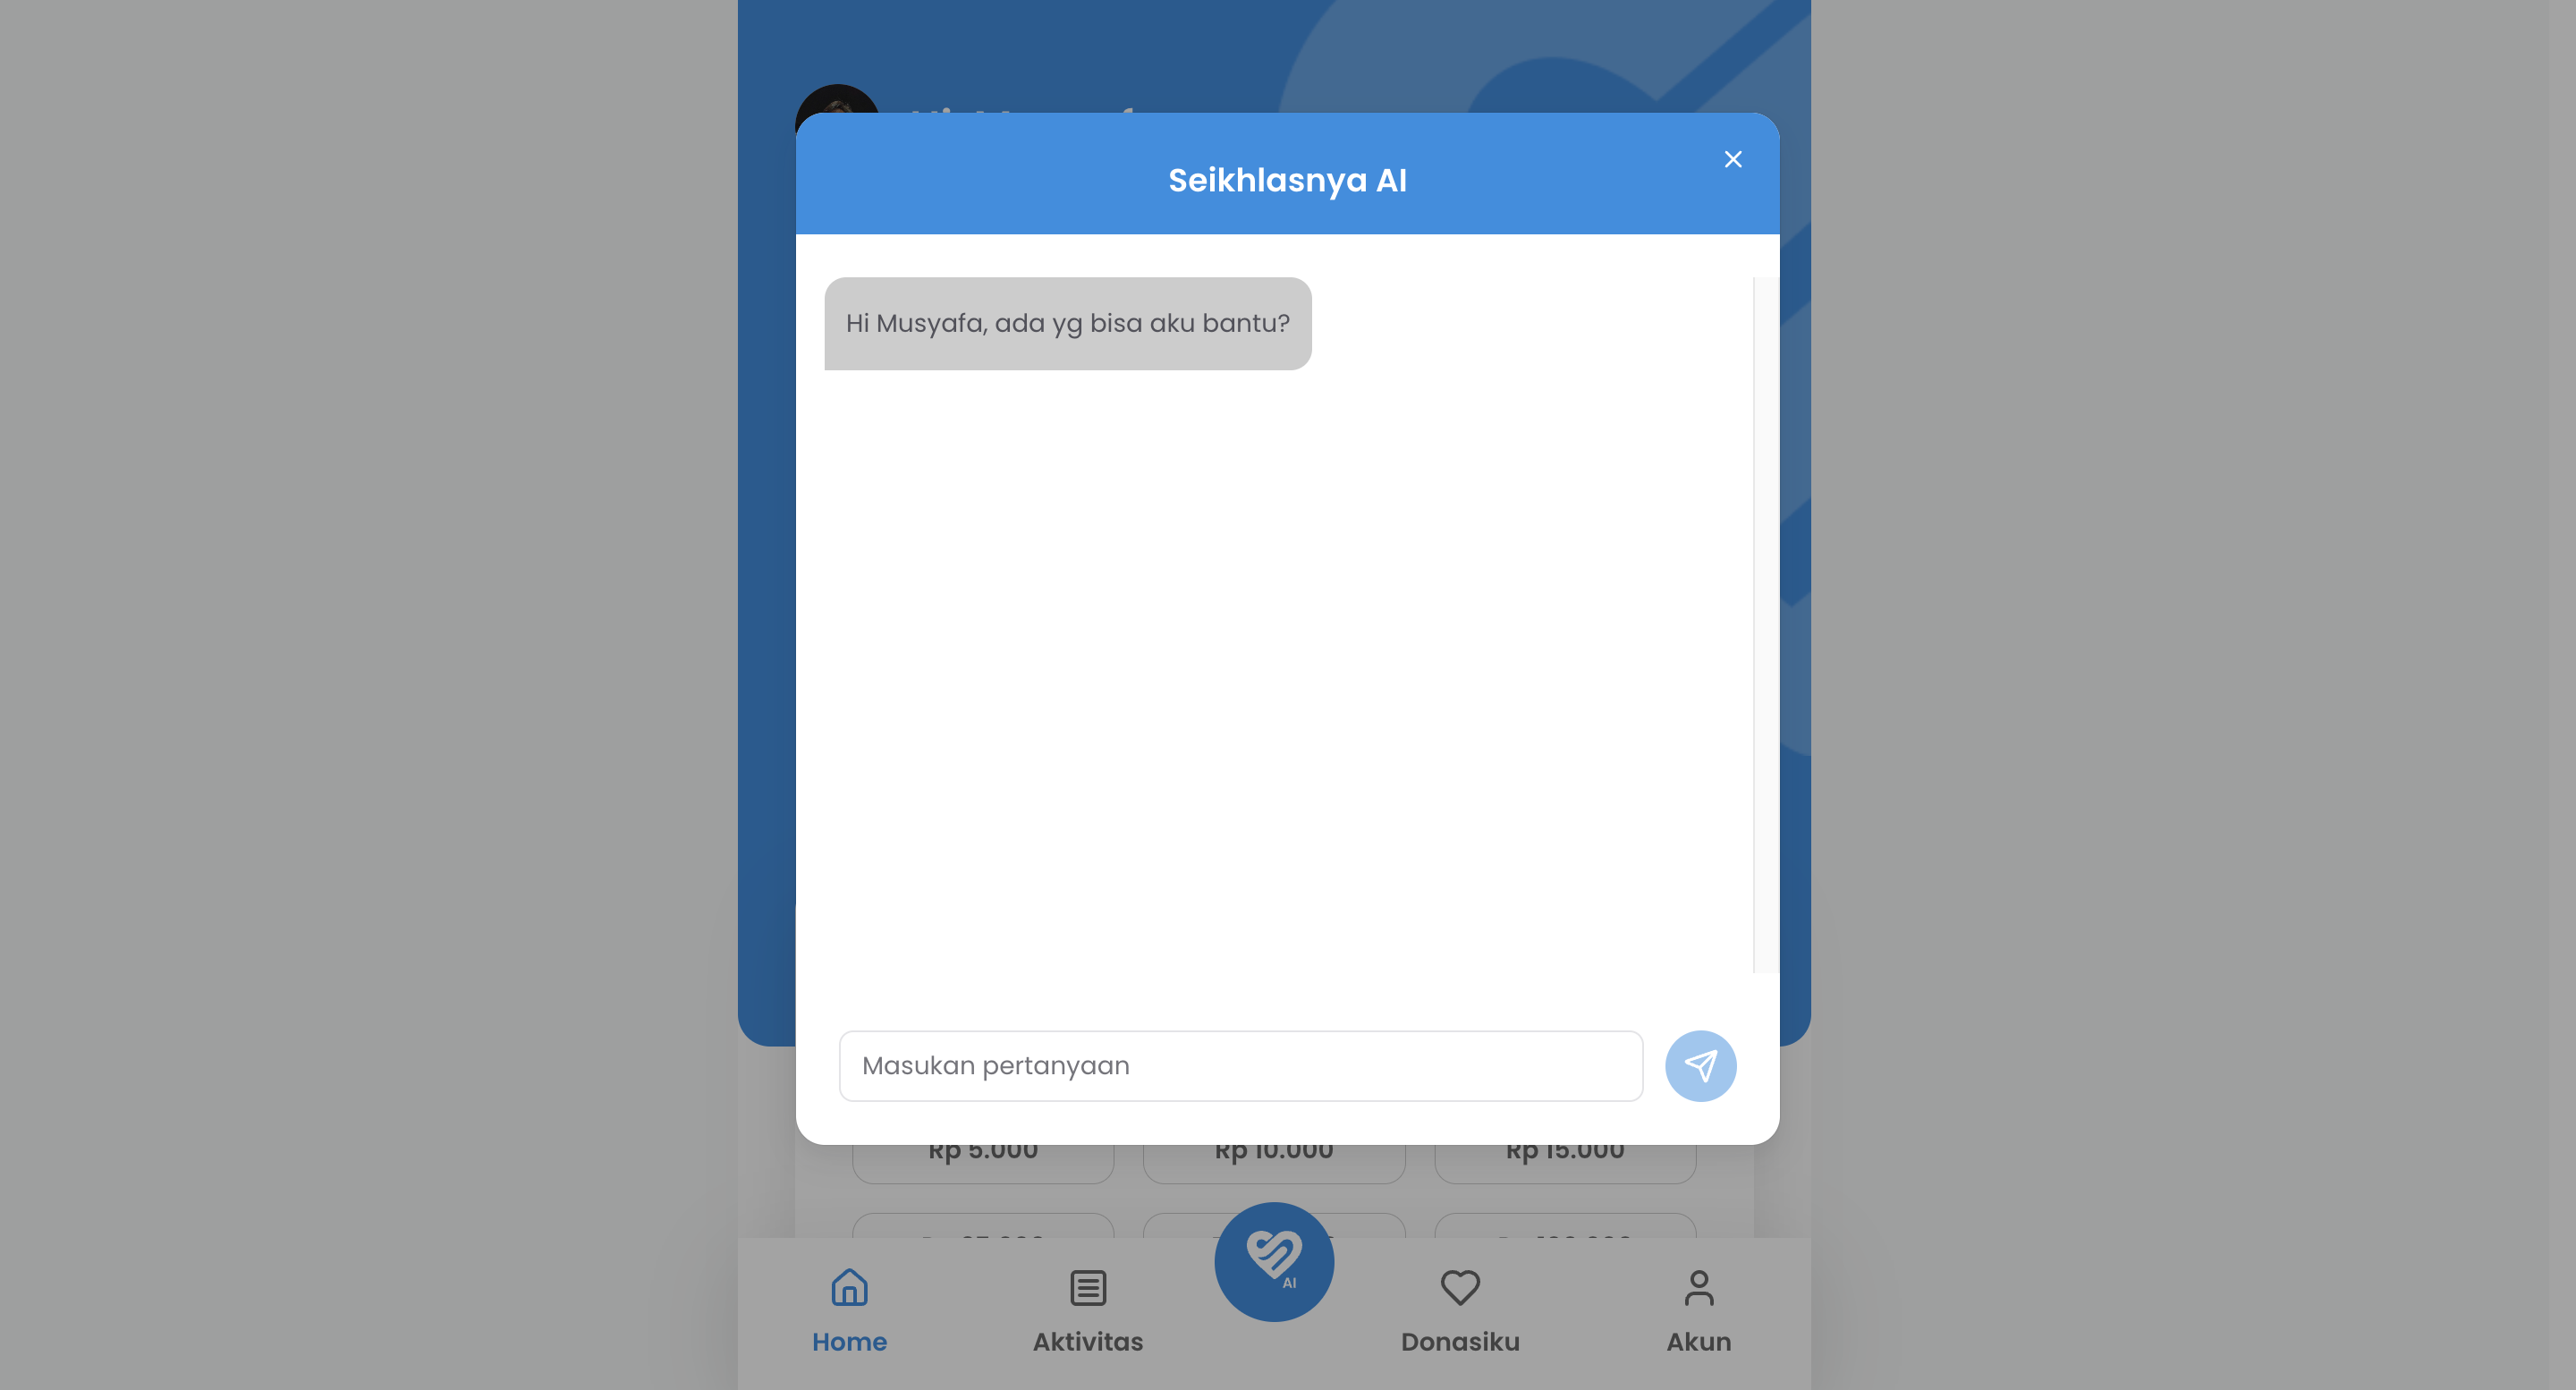 Seikhlasnya AI
Hi Musyafa, ada yg bisa aku bantu?
Masukan pertanyaan
Rp 5.000 Rp 10.000 Rp 15.000
AI
Home Aktivitas Donasiku Akun